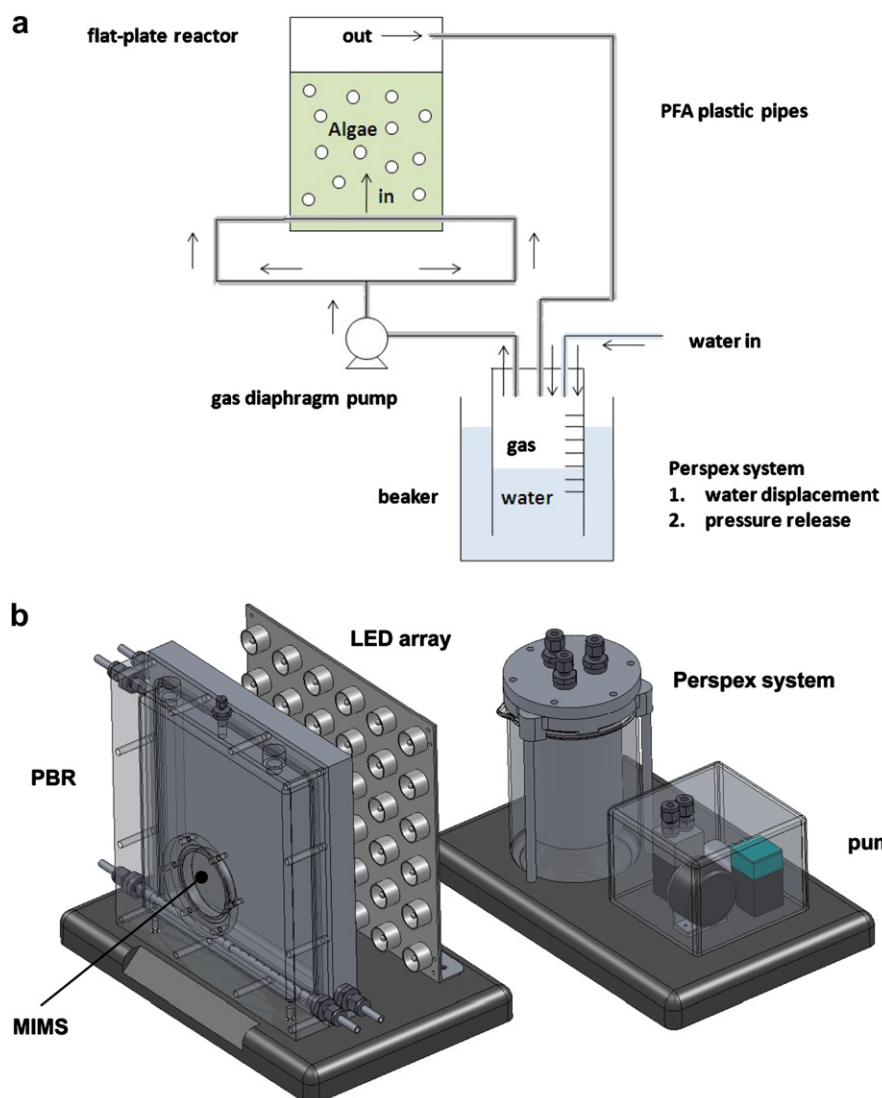 a
flat-plate reactor
out
PFA plastic pipes
Algae
in
water in
gas diaphragm pump
gas
beaker
water
Perspex system
1. water displacement
2. pressure release
b
LED array
Perspex system
PBR
pum
MIMS